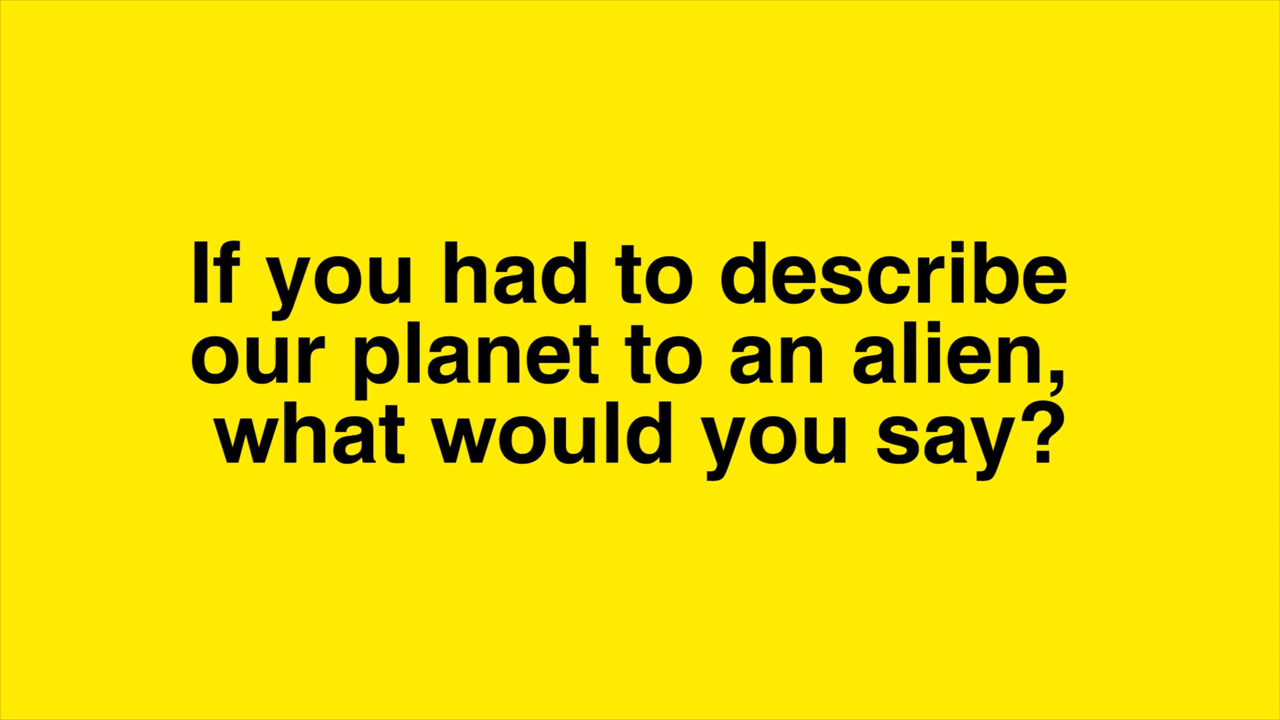 If you had to describe
our planet to an alien,
what would you say?